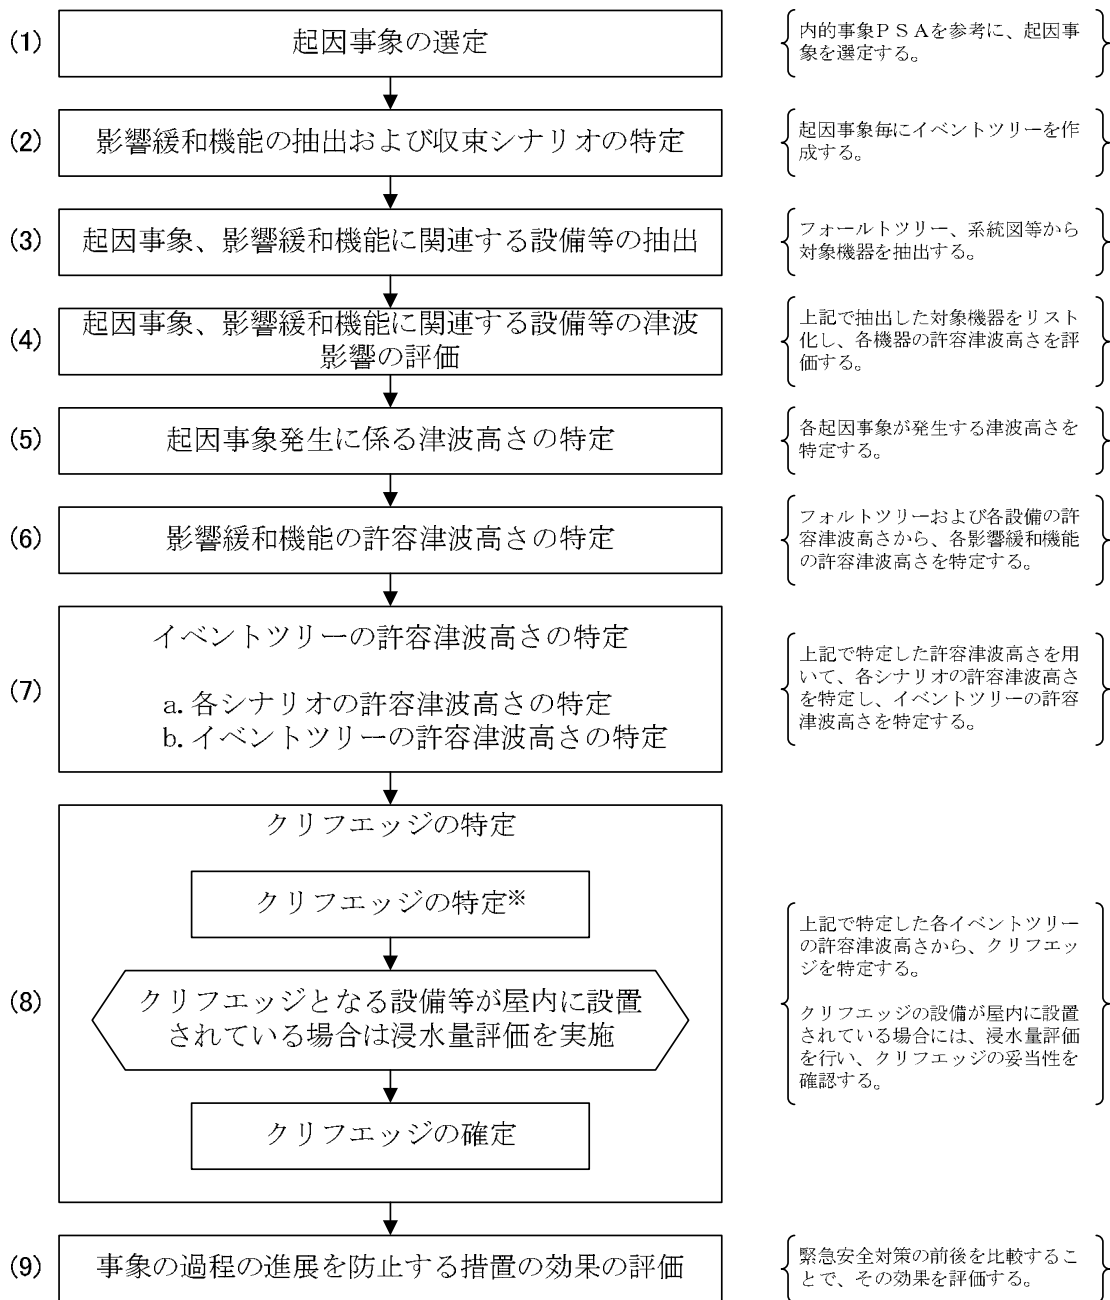 (1)
起因事象の選定
内的事象ＰＳＡを参考に、起因事
象を選定する。
(2)
影響緩和機能の抽出および収束シナリオの特定
起因事象毎にイベントツリーを作
成する。
(3)
起因事象、影響緩和機能に関連する設備等の抽出
フォールトツリー、系統図等から
対象機器を抽出する。
(4)
起因事象、影響緩和機能に関連する設備等の津波
影響の評価
上記で抽出した対象機器をリスト
化し、各機器の許容津波高さを評
価する。
(5)
起因事象発生に係る津波高さの特定
各起因事象が発生する津波高さを
特定する。
(6)
影響緩和機能の許容津波高さの特定
フォルトツリーおよび各設備の許
容津波高さから、各影響緩和機能
の許容津波高さを特定する。
(7)
イベントツリーの許容津波高さの特定
a. 各シナリオの許容津波高さの特定
b. イベントツリーの許容津波高さの特定
上記で特定した許容津波高さを用
いて、各シナリオの許容津波高さ
を特定し、イベントツリーの許容
津波高さを特定する。
(8)
クリフエッジの特定
クリフエッジの特定※
クリフエッジとなる設備等が屋内に設置
されている場合は浸水量評価を実施
クリフエッジの確定
上記で特定した各イベントツリー
の許容津波高さから、クリフエッ
ジを特定する。
クリフエッジの設備が屋内に設置
されている場合には、浸水量評価
を行い、クリフエッジの妥当性を
確認する。
(9)
事象の過程の進展を防止する措置の効果の評価
緊急安全対策の前後を比較するこ
とで、その効果を評価する。